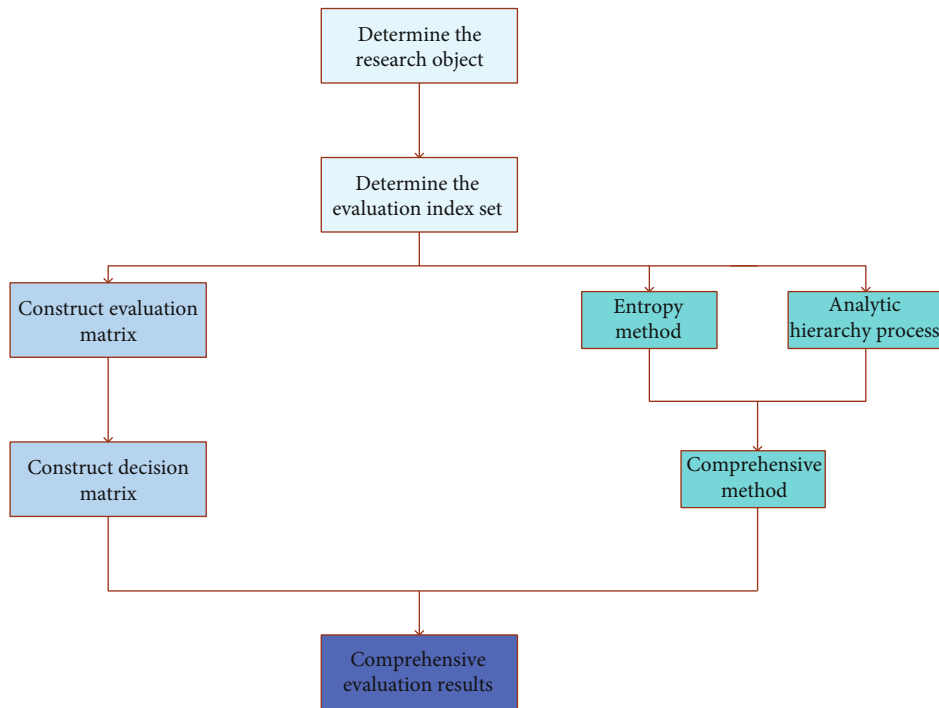 Determine the
research object
Determine the
evaluation index set
Construct evaluation
matrix
Entropy
method
Analytic
hierarchy process
Construct decision
matrix
Comprehensive
method
Comprehensive
evaluation results